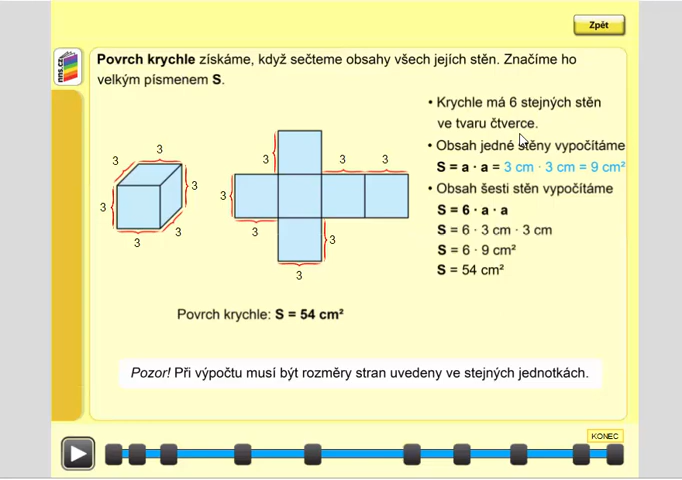 Zpět
nns.cz
Povrch krychle získáme, když sečteme obsahy všech jejích stěn. Značíme ho
velkým písmenem S.
• Krychle má 6 stejných stěn
ve tvaru čtverce.
• Obsah jedné stěny vypočítáme
S = a · a = 3 cm · 3 cm = 9 cm²
• Obsah šesti stěn vypočítáme
S = 6 · a · a
S = 6 · 3 cm · 3 cm
S = 6 · 9 cm²
S = 54 cm²
3
3
3
3
3
3
3
3
3
3
3
3
3
Povrch krychle: S = 54 cm²
Pozor! Při výpočtu musí být rozměry stran uvedeny ve stejných jednotkách.
KONEC